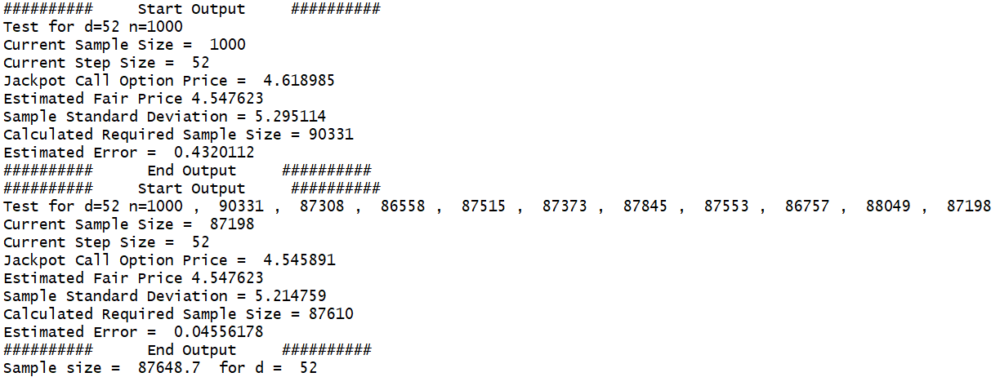 ##########     Start Output     ##########
Test for d=52 n=1000
Current Sample Size =  1000
Current Step Size =  52
Jackpot Call Option Price =  4.618985
Estimated Fair Price 4.547623
Sample Standard Deviation = 5.295114
Calculated Required Sample Size = 90331
Estimated Error =  0.4320112
##########      End Output     ##########
##########     Start Output     ##########
Test for d=52 n=1000 ,  90331 ,  87308 ,  86558 ,  87515 ,  87373 ,  87845 ,  87553 ,  86757 ,  88049 ,  87198
Current Sample Size =  87198
Current Step Size =  52
Jackpot Call Option Price =  4.545891
Estimated Fair Price 4.547623
Sample Standard Deviation = 5.214759
Calculated Required Sample Size = 87610
Estimated Error =  0.04556178
##########      End Output     ##########
Sample size =  87648.7  for d =  52